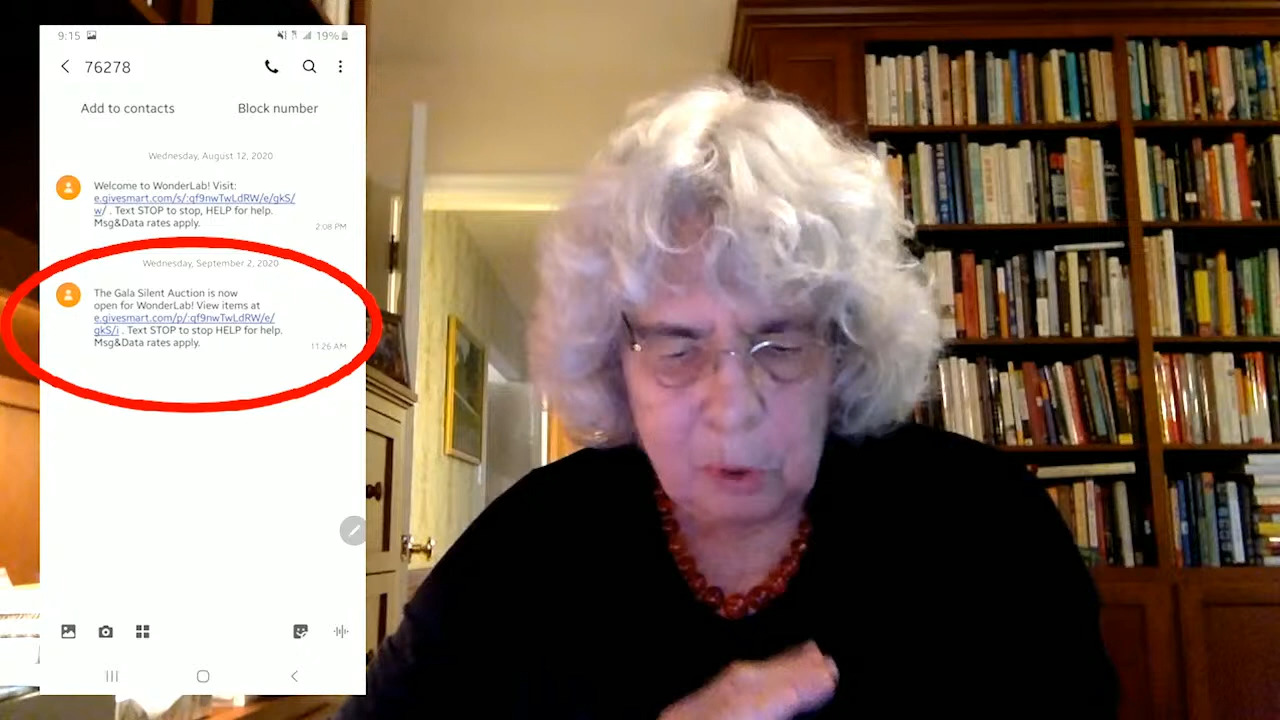 9:15
19%
76278
Add to contacts
Block number
Wednesday, August 12, 2020
Welcome to WonderLab! Visit:
e.givesmart.com/s/:qf9nwTwLdRW/e/gkS/
w/ . Text STOP to stop, HELP for help.
Msg&Data rates apply.
2:08 PM
Wednesday, September 2, 2020
The Gala Silent Auction is now
open for WonderLab! View items at
e.givesmart.com/p/:qf9nwTwLdRW/e/
gkS/i . Text STOP to stop HELP for help.
Msg&Data rates apply.
11:26 AM